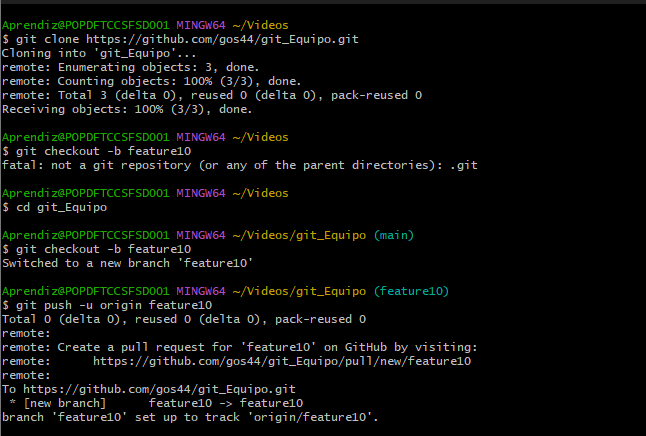 Aprendiz@POPDFTCCSFSD001 MINGW64 ~/Videos
$ git clone https://github.com/gos44/git_Equipo.git
Cloning into 'git_Equipo'...
remote: Enumerating objects: 3, done.
remote: Counting objects: 100% (3/3), done.
remote: Total 3 (delta 0), reused 0 (delta 0), pack-reused 0
Receiving objects: 100% (3/3), done.
Aprendiz@POPDFTCCSFSD001 MINGW64 ~/Videos
$ git checkout -b feature10
fatal: not a git repository (or any of the parent directories): .git
Aprendiz@POPDFTCCSFSD001 MINGW64 ~/Videos
$ cd git_Equipo
Aprendiz@POPDFTCCSFSD001 MINGW64 ~/Videos/git_Equipo (main)
$ git checkout -b feature10
Switched to a new branch 'feature10'
Aprendiz@POPDFTCCSFSD001 MINGW64 ~/Videos/git_Equipo (feature10)
$ git push -u origin feature10
Total 0 (delta 0), reused 0 (delta 0), pack-reused 0
remote:
remote: Create a pull request for 'feature10' on GitHub by visiting:
remote:      https://github.com/gos44/git_Equipo/pull/new/feature10
remote:
To https://github.com/gos44/git_Equipo.git
 * [new branch]      feature10 -> feature10
branch 'feature10' set up to track 'origin/feature10'.